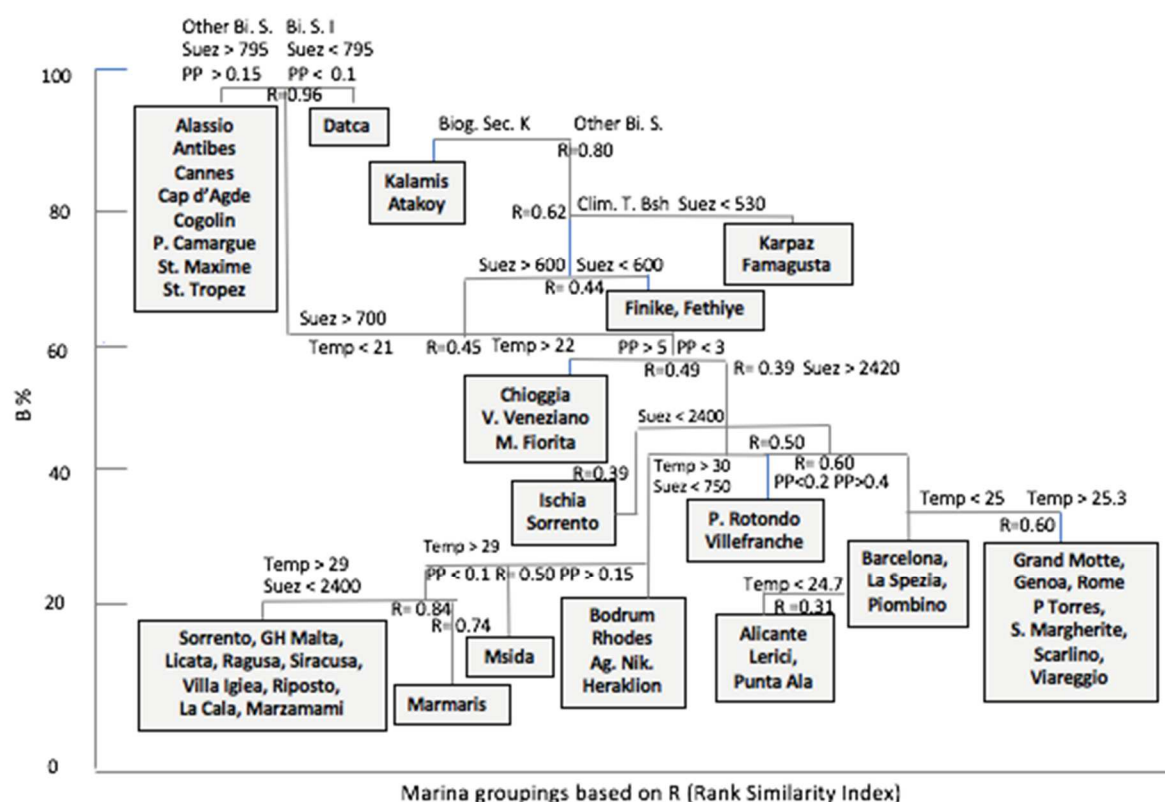 Other Bi. S. Bi. S. I
Suez > 795 Suez < 795
PP > 0.15 PP < 0.1
R=0.96
100
Alassio
Antibes
Cannes
Cap d'Agde
Cogolin
P. Camargue
St. Maxime
St. Tropez
Datca
Biog. Sec. K Other Bi. S.
R=0.80
Kalamis
Atakoy
80
R=0.62
Clim. T. Bsh Suez < 530
Karpaz
Famagusta
Suez > 600 Suez < 600
R= 0.44
Finike, Fethiye
Suez > 700
60
Temp < 21 R=0.45 Temp > 22 PP > 5 PP < 3
R=0.49 R= 0.39 Suez > 2420
B %
Chioggia
V. Veneziano
M. Fiorita
Suez < 2400
R=0.50
40
R=0.39
Temp > 30
Suez < 750
R= 0.60
PP<0.2 PP>0.4
Ischia
Sorrento
P. Rotondo
Villefranche
Temp < 25 Temp > 25.3
R=0.60
Barcelona,
La Spezia,
Piombino
Grand Motte,
Genoa, Rome
P Torres,
S. Margherite,
Scarlino,
Viareggio
Temp > 29
PP < 0.1 R= 0.50 PP > 0.15
Temp > 29
Suez < 2400
20
R= 0.84
R= 0.74
Temp < 24.7
R =0.31
Sorrento, GH Malta,
Licata, Ragusa, Siracusa,
Villa Igiea, Riposto,
La Cala, Marzamami
Marmaris
Msida
Bodrum
Rhodes
Ag. Nik.
Heraklion
Alicante
Lerici,
Punta Ala
0
Marina groupings based on R (Rank Similarity Index)